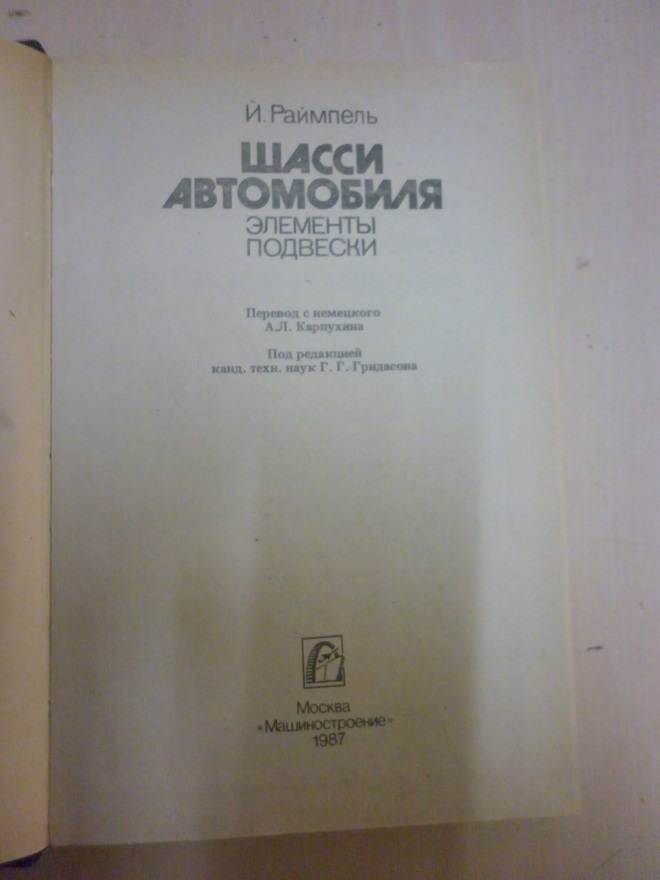 Й. Раймпель
ШАССИ
АВТОМОБИЛЯ
ЭЛЕМЕНТЫ
ПОДВЕСКИ
Перевод с немецкого
А.Л. Карпухина
Под редакцией
канд. техн. наук Г. Г. Гридасова
Москва
«Машиностроение»
1987